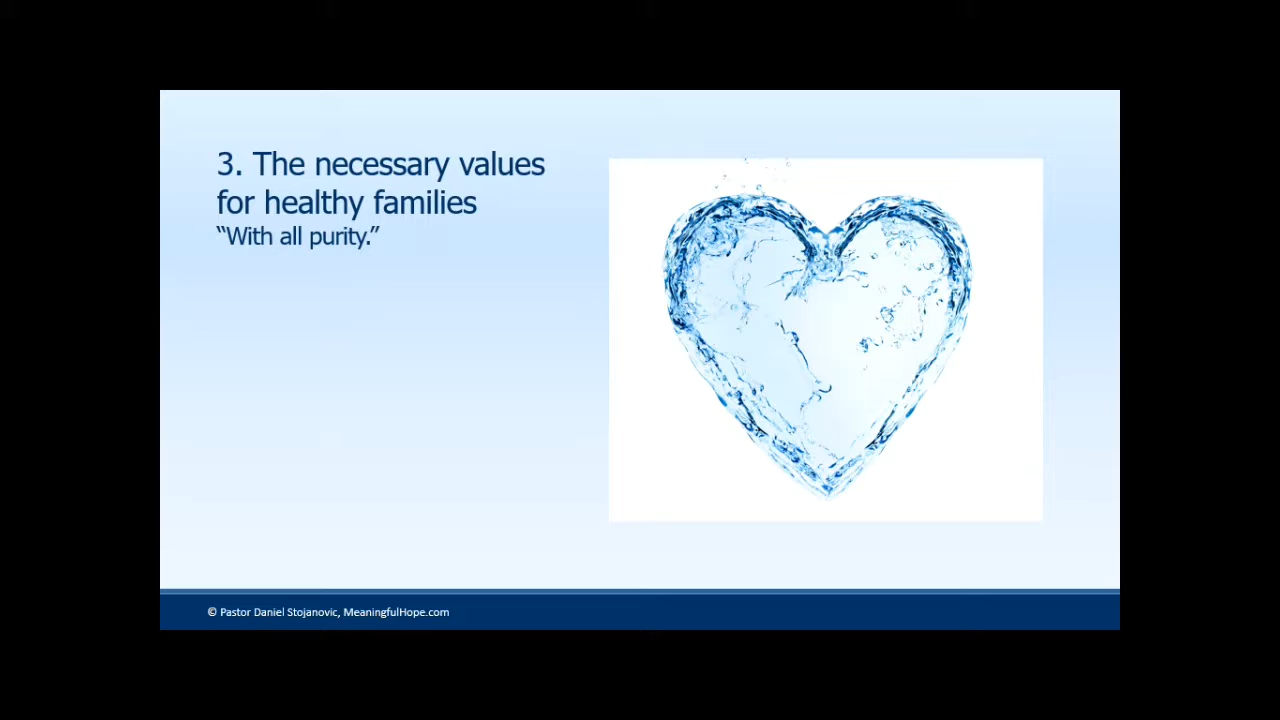 3. The necessary values
for healthy families
“With all purity.”
© Pastor Daniel Stojanovic, MeaningfulHope.com